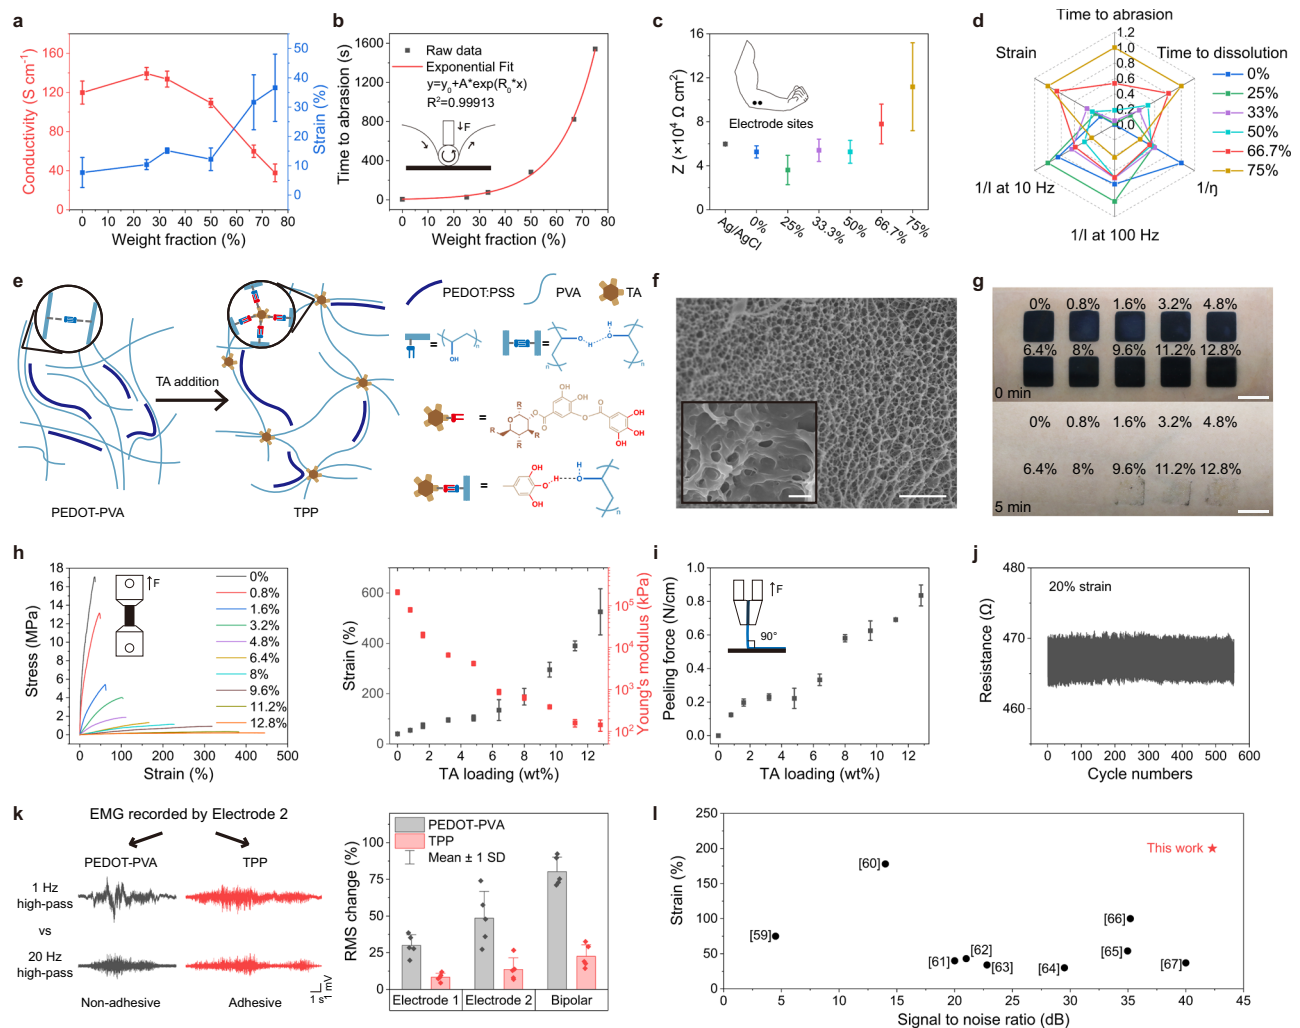 a
Conductivity (S cm⁻¹)
160
120
80
40
0
50
40
30
20
10
0
Strain (%)
0 10 20 30 40 50 60 70 80
Weight fraction (%)
b
Time to abrasion (s)
1600
1200
800
400
0
Raw data
Exponential Fit
y=y₀+A*exp(R₀*x)
R²=0.99913
↓F
0 10 20 30 40 50 60 70 80
Weight fraction (%)
c
Z (×10⁴ Ω cm²)
16
12
8
4
0
Electrode sites
Ag/AgCl
0%
25%
33.3%
50%
66.7%
75%
d
Time to abrasion
Strain
Time to dissolution
1.2
1.0
0.8
0.6
0.4
0.2
0.0
0%
25%
33%
50%
66.7%
75%
1/I at 10 Hz
1/η
1/I at 100 Hz
e
TA addition
PEDOT-PVA
TPP
PEDOT:PSS
PVA
TA
f
g
0% 0.8% 1.6% 3.2% 4.8%
6.4% 8% 9.6% 11.2% 12.8%
0 min
0% 0.8% 1.6% 3.2% 4.8%
6.4% 8% 9.6% 11.2% 12.8%
5 min
h
Stress (MPa)
18
16
14
12
10
8
6
4
2
0
↑F
0%
0.8%
1.6%
3.2%
4.8%
6.4%
8%
9.6%
11.2%
12.8%
0 100 200 300 400 500
Strain (%)
Strain (%)
600
400
200
0
10⁵
10⁴
10³
10²
Young's modulus (kPa)
0 2 4 6 8 10 12
TA loading (wt%)
i
Peeling force (N/cm)
1.0
0.8
0.6
0.4
0.2
0.0
↑F
90°
0 2 4 6 8 10 12
TA loading (wt%)
j
Resistance (Ω)
480
470
460
20% strain
0 100 200 300 400 500 600
Cycle numbers
k
EMG recorded by Electrode 2
PEDOT-PVA
TPP
1 Hz
high-pass
vs
20 Hz
high-pass
Non-adhesive
Adhesive
1 s
1 mV
RMS change (%)
100
75
50
25
0
PEDOT-PVA
TPP
Mean ± 1 SD
Electrode 1
Electrode 2
Bipolar
l
Strain (%)
250
200
150
100
50
0
This work
[60]
[59]
[66]
[61]
[62]
[63]
[64]
[65]
[67]
0 5 10 15 20 25 30 35 40 45
Signal to noise ratio (dB)